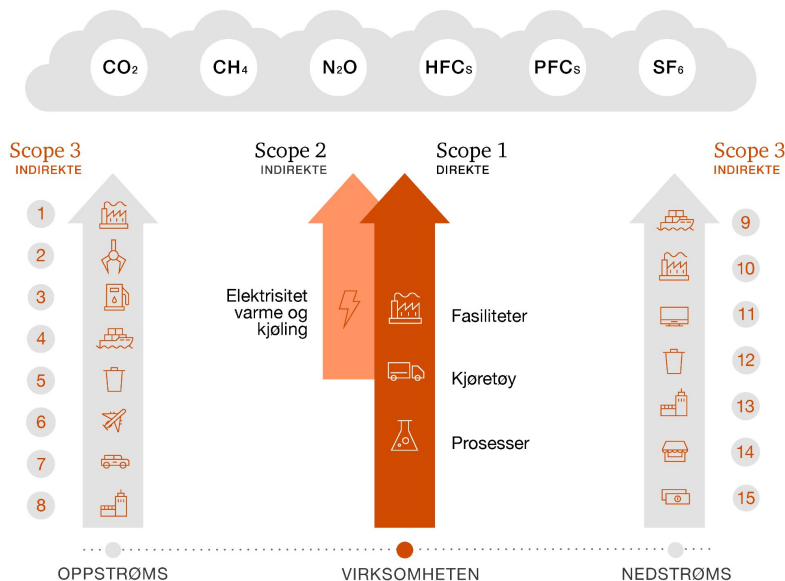 CO₂ CH₄ N₂O HFCs PFCs SF₆
Scope 3
INDIREKTE
1
2
3
4
5
6
7
8
Scope 2
INDIREKTE
Elektrisitet
varme og
kjøling
Scope 1
DIREKTE
Fasiliteter
Kjøretøy
Prosesser
Scope 3
INDIREKTE
9
10
11
12
13
14
15
OPPSTRØMS VIRKSOMHETEN NEDSTRØMS